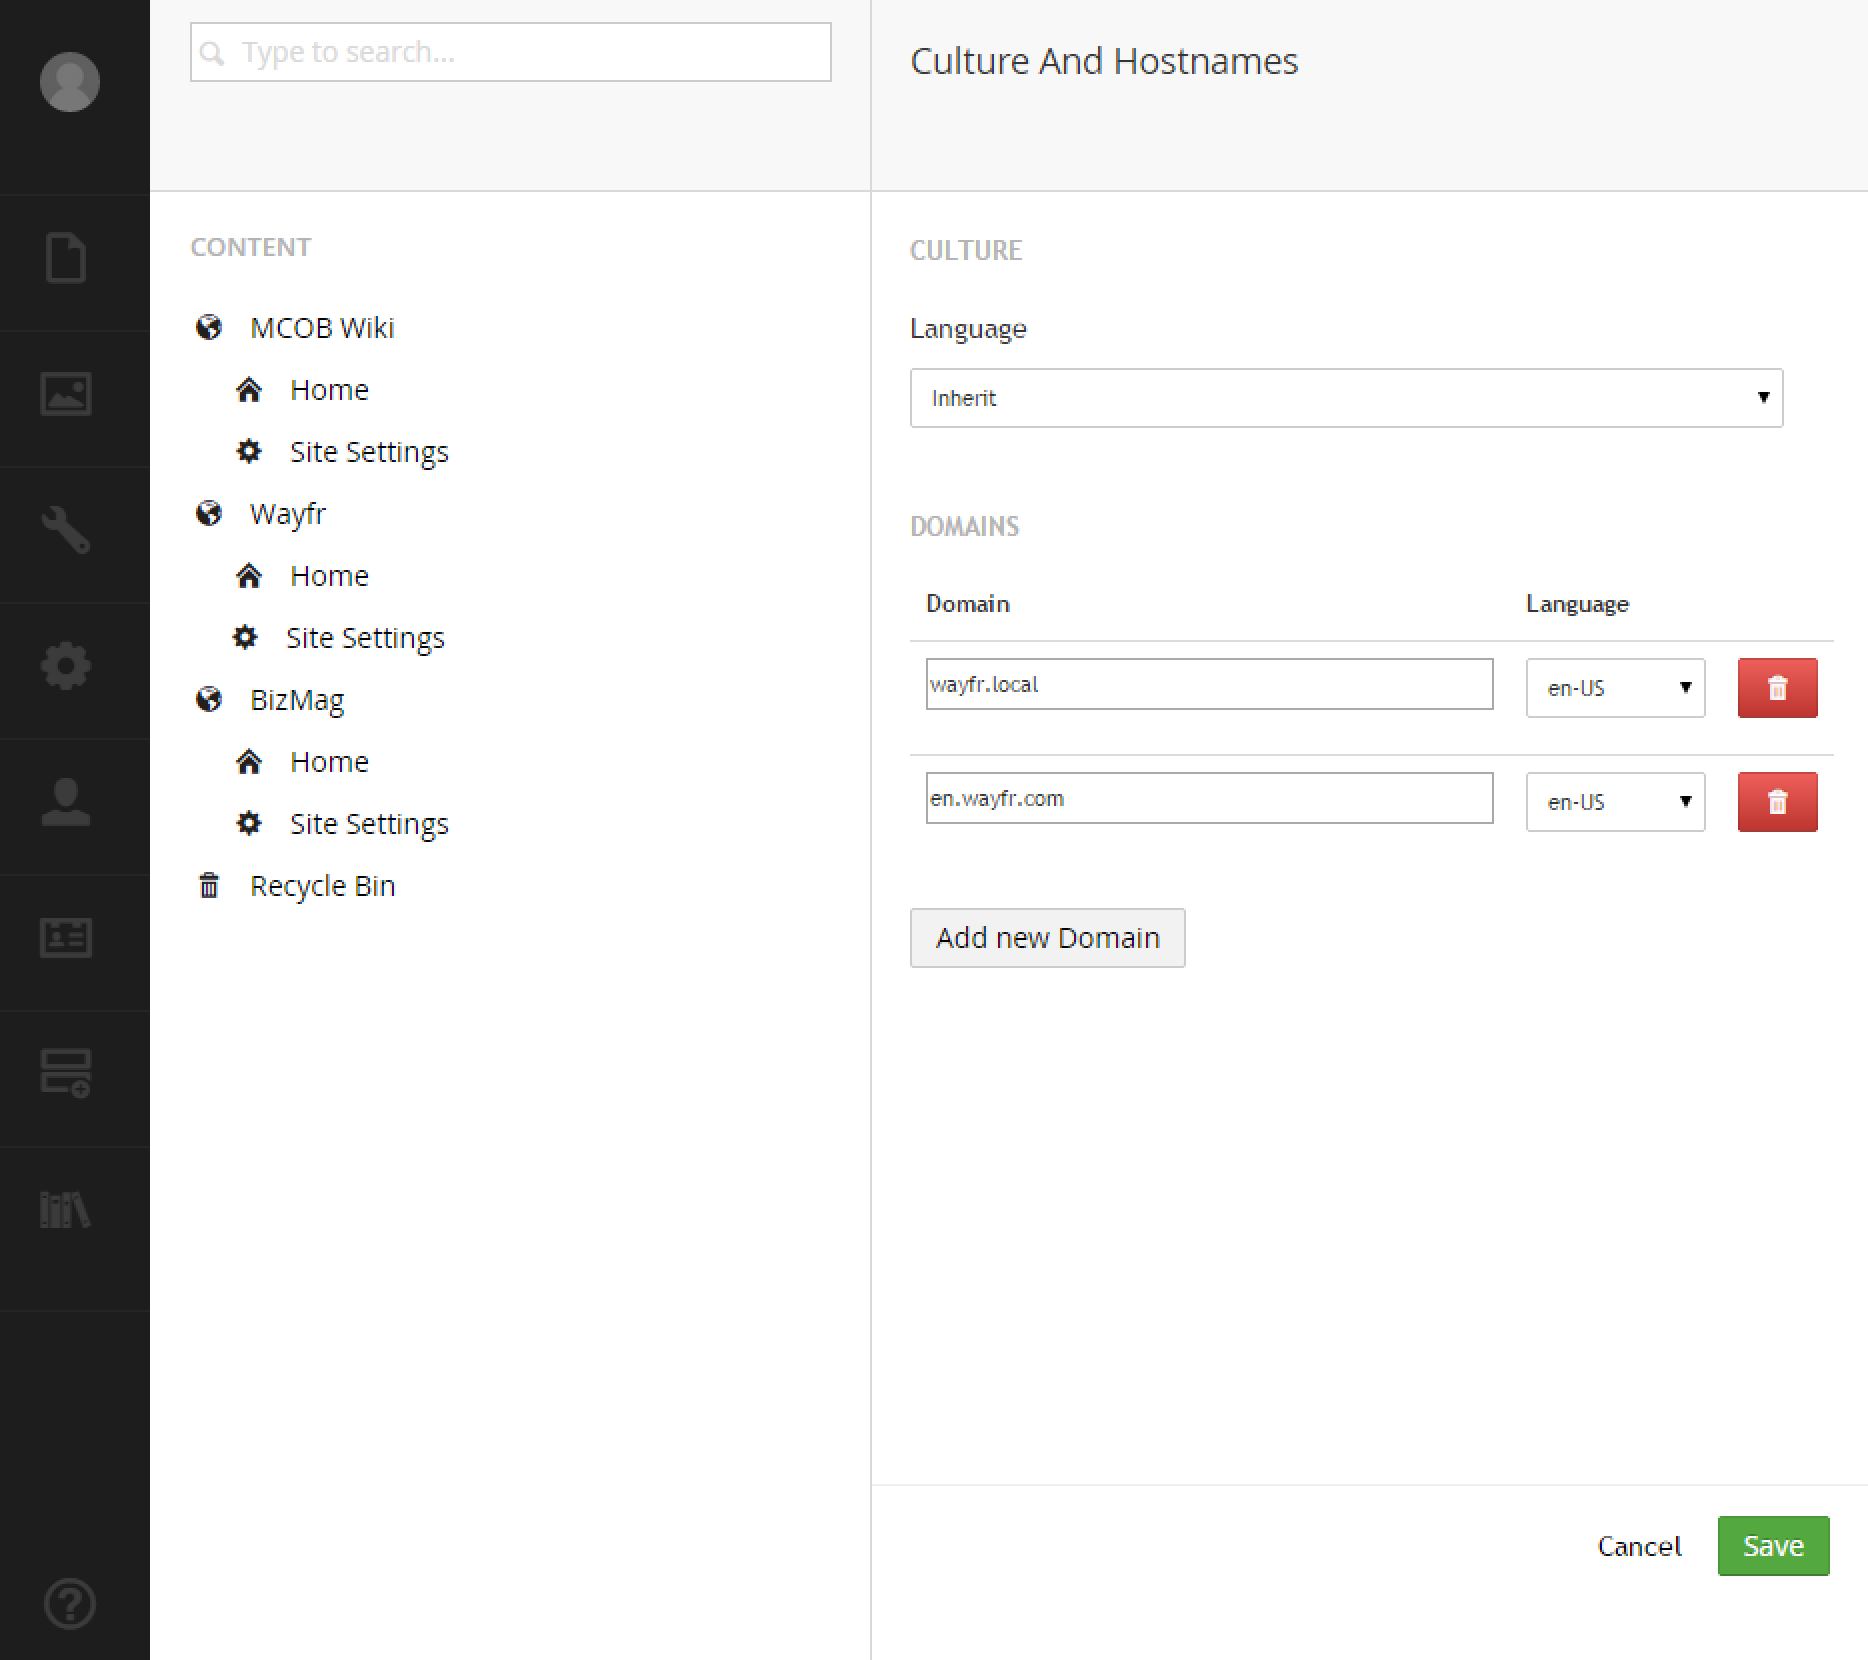 Type to search...
CONTENT
MCOB Wiki
Home
Site Settings
Wayfr
Home
Site Settings
BizMag
Home
Site Settings
Recycle Bin
Culture And Hostnames
CULTURE
Language
Inherit
DOMAINS
Domain Language
wayfr.local en-US
en.wayfr.com en-US
Add new Domain
Cancel Save